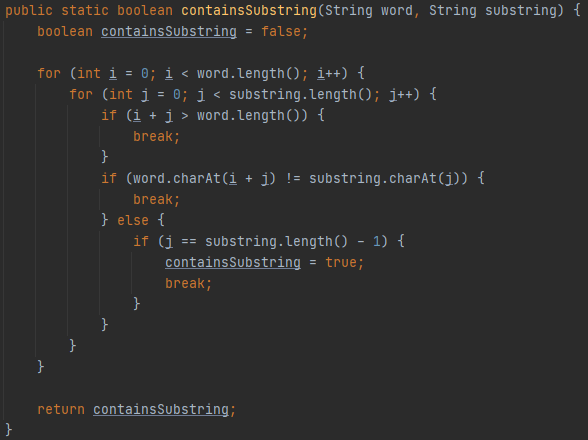 public static boolean containsSubstring(String word, String substring) {
    boolean containsSubstring = false;

    for (int i = 0; i < word.length(); i++) {
        for (int j = 0; j < substring.length(); j++) {
            if (i + j > word.length()) {
                break;
            }
            if (word.charAt(i + j) != substring.charAt(j)) {
                break;
            } else {
                if (j == substring.length() - 1) {
                    containsSubstring = true;
                    break;
                }
            }
        }
    }

    return containsSubstring;
}